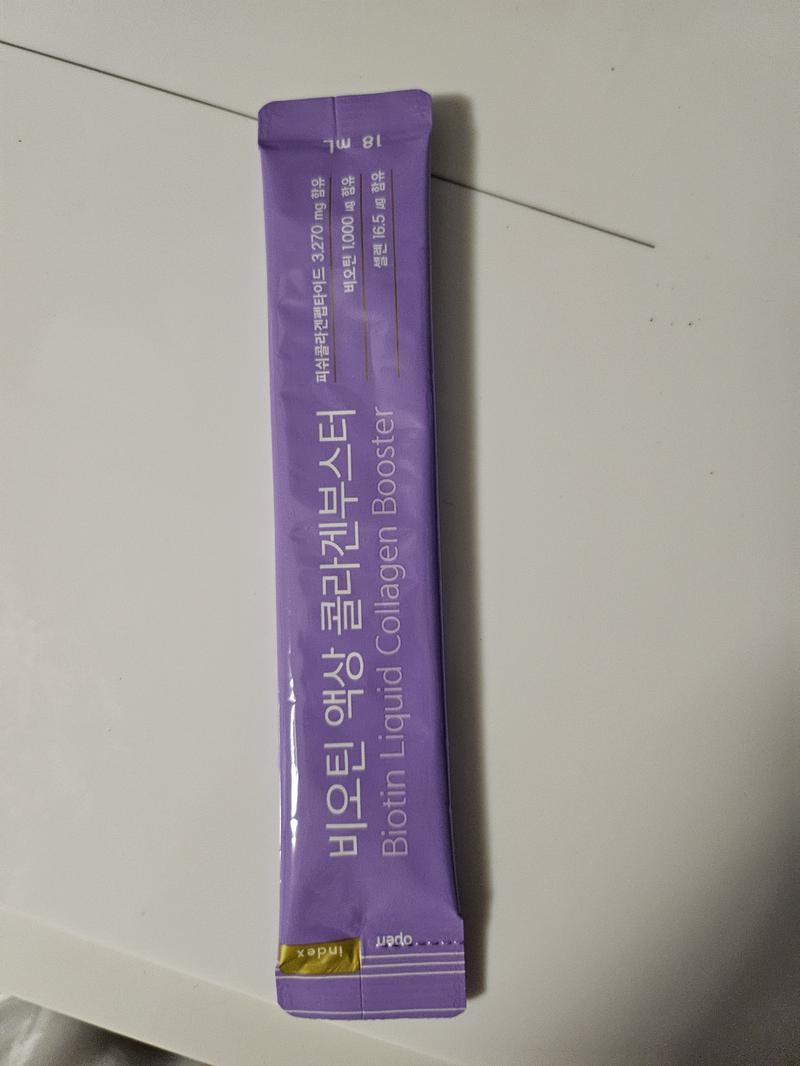 비오틴 액상 콜라겐부스터
Biotin Liquid Collagen Booster
피쉬콜라겐펩타이드 3,270 mg 함유
비오틴 1,000 ㎍ 함유
셀렌 16.5 ㎍ 함유
18 mL
open
index